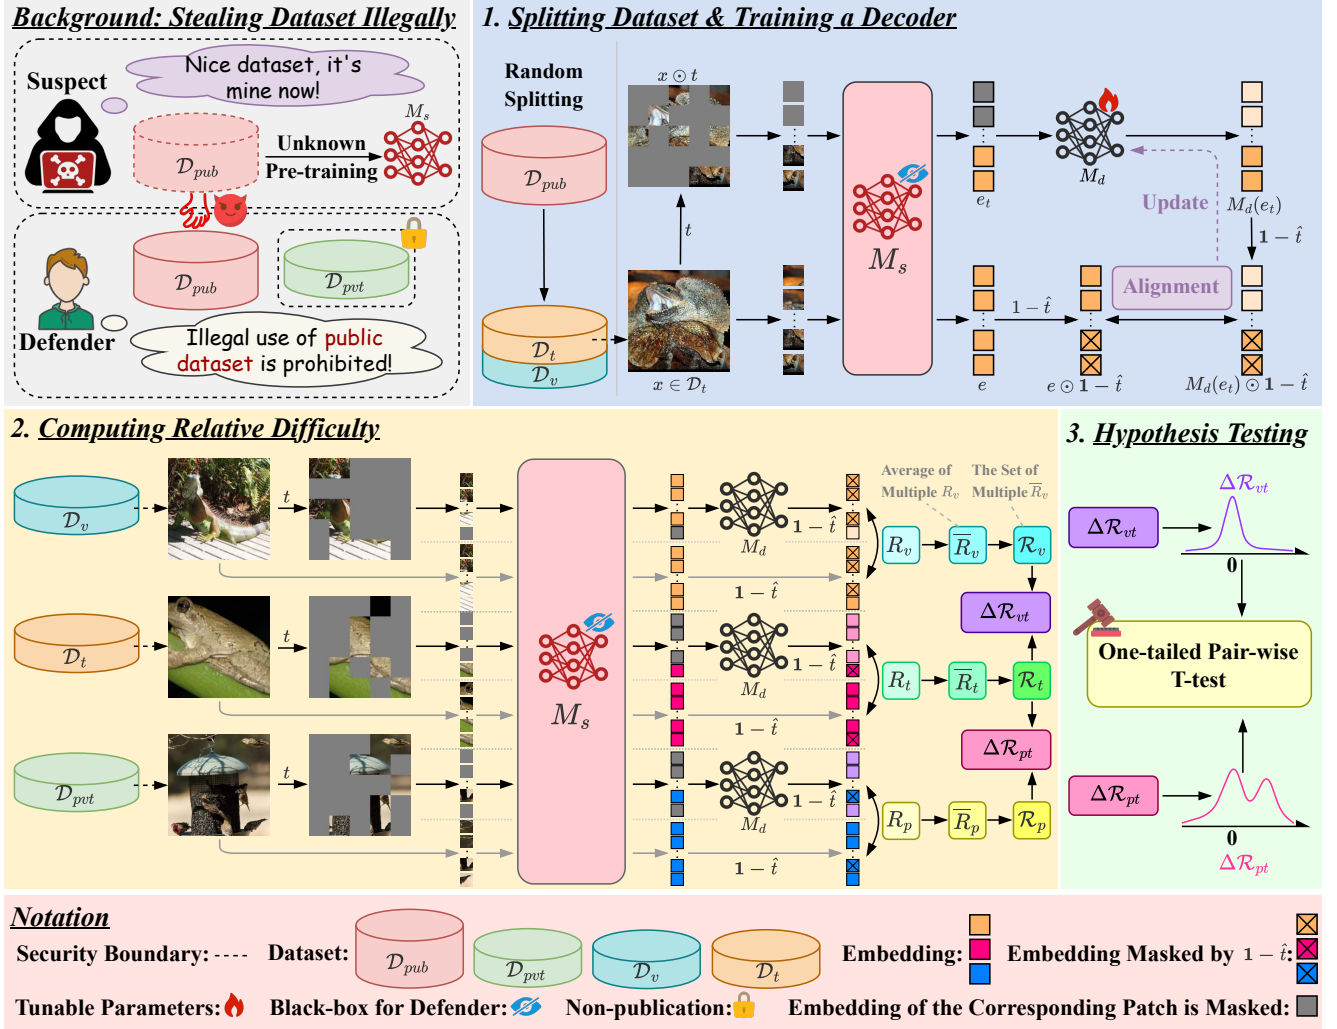 Background: Stealing Dataset Illegally
Nice dataset, it's
mine now!
Suspect
M_s
D_pub
Unknown
Pre-training
D_pub
D_pvt
Defender
Illegal use of public
dataset is prohibited!
1. Splitting Dataset & Training a Decoder
Random
Splitting
D_pub
D_t
D_v
x ⊙ t
t
x ∈ D_t
M_s
e_t
M_d
M_d(e_t)
Update
1 − t̂
Alignment
1 − t̂
e
e ⊙ 1 − t̂
M_d(e_t) ⊙ 1 − t̂
2. Computing Relative Difficulty
D_v
t
D_t
t
D_pvt
t
M_s
M_d
1 − t̂
1 − t̂
M_d
1 − t̂
1 − t̂
M_d
1 − t̂
1 − t̂
Average of
Multiple R_v
The Set of
Multiple R̅_v
R_v
R̅_v
ℛ_v
Δℛ_vt
R_t
R̅_t
ℛ_t
Δℛ_pt
R_p
R̅_p
ℛ_p
3. Hypothesis Testing
Δℛ_vt
Δℛ_vt
0
One-tailed Pair-wise
T-test
Δℛ_pt
0
Δℛ_pt
Notation
Security Boundary: ----
Dataset:
D_pub
D_pvt
D_v
D_t
Embedding:
Embedding Masked by 1 − t̂:
Tunable Parameters:
Black-box for Defender:
Non-publication:
Embedding of the Corresponding Patch is Masked: